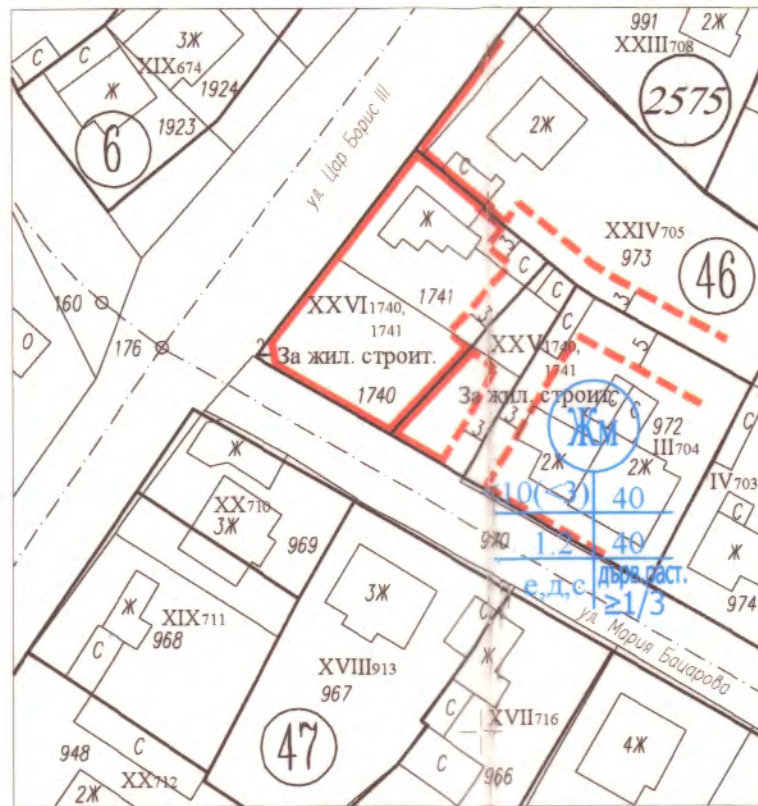 991
2Ж
XXIII708
2575
С
С
3Ж
XIX674
1924
Ж
1923
6
ул. Цар Борис III
2Ж
С
Ж
XXIV705
973
46
3
С
С
3
1741
3
С
5
XXVI1740,
1741
XXV1740,
1741
160
176
2
О
За жил. строит.
За жил. строит.
1740
3
3
С
С
Жм
972
III704
2Ж
2Ж
IV703
С
С
Ж
974
10(<3)
40
970
1.2
40
е,д,с
дърв.раст.
≥1/3
ул. Мария Бацарова
Ж
XX710
3Ж
969
Ж
XIX711
968
С
3Ж
XVIII913
967
С
Ж
XVII716
С
С
966
47
4Ж
948
С
XX712
2Ж